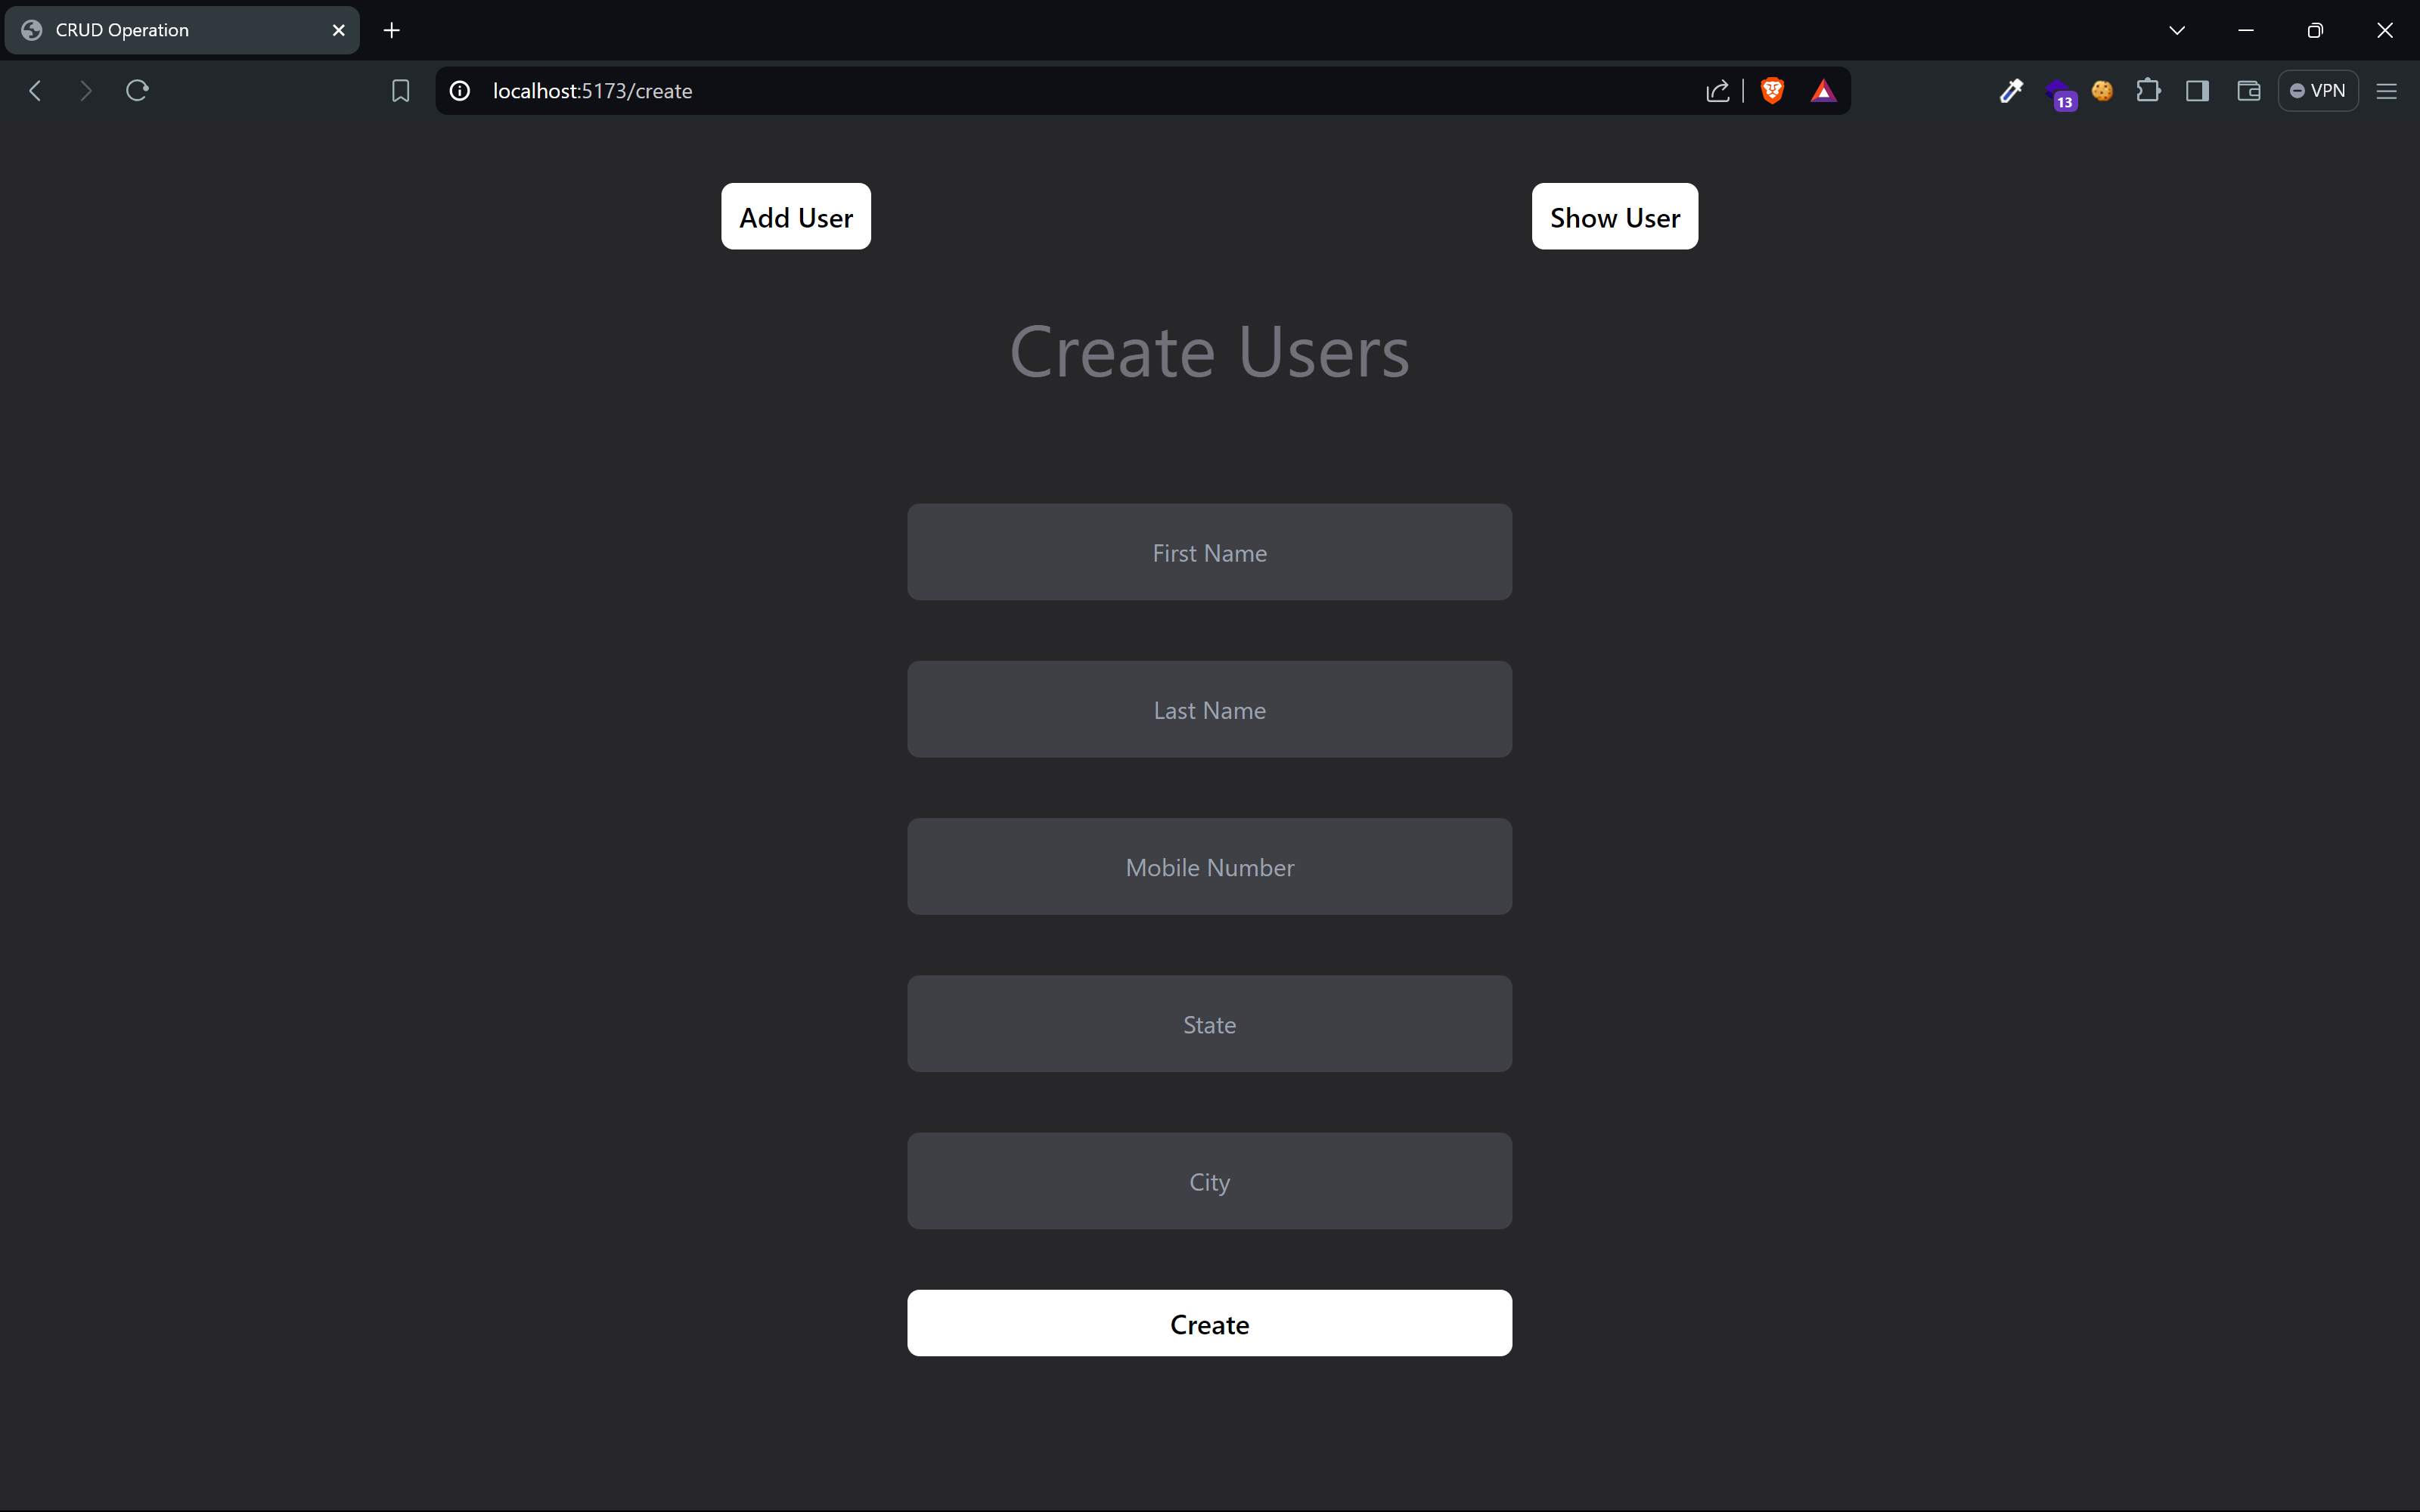 CRUD Operation
localhost:5173/create
13
VPN
Add User
Show User
Create Users
First Name
Last Name
Mobile Number
State
City
Create